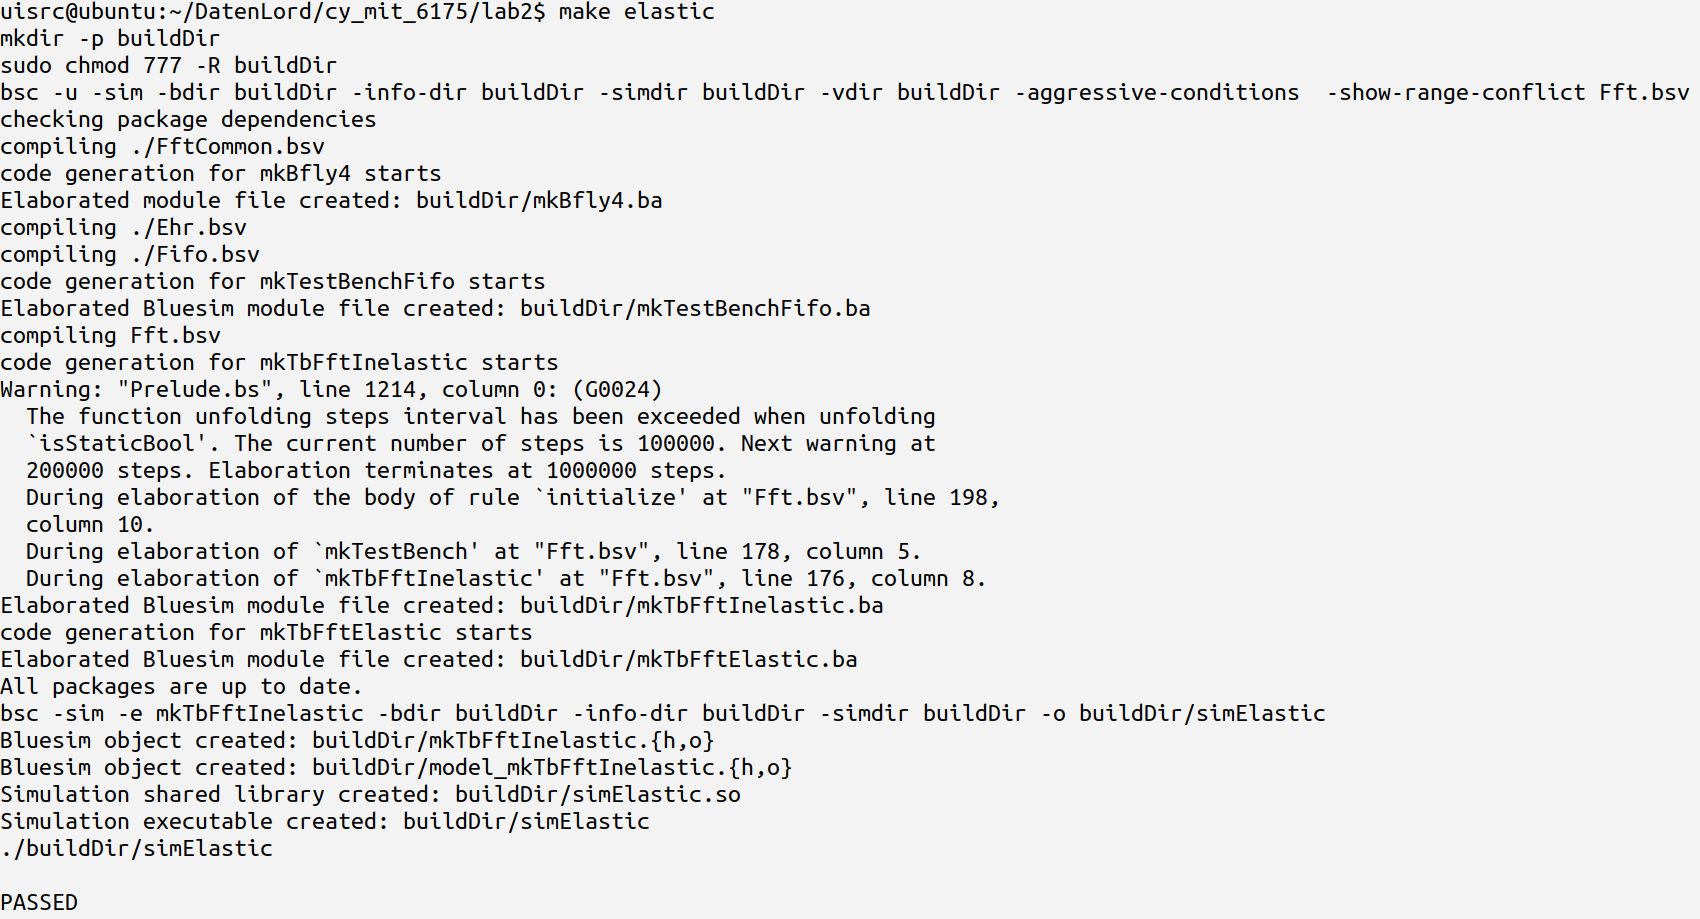 uisrc@ubuntu:~/DatenLord/cy_mit_6175/lab2$ make elastic
mkdir -p buildDir
sudo chmod 777 -R buildDir
bsc -u -sim -bdir buildDir -info-dir buildDir -simdir buildDir -vdir buildDir -aggressive-conditions  -show-range-conflict Fft.bsv
checking package dependencies
compiling ./FftCommon.bsv
code generation for mkBfly4 starts
Elaborated module file created: buildDir/mkBfly4.ba
compiling ./Ehr.bsv
compiling ./Fifo.bsv
code generation for mkTestBenchFifo starts
Elaborated Bluesim module file created: buildDir/mkTestBenchFifo.ba
compiling Fft.bsv
code generation for mkTbFftInelastic starts
Warning: "Prelude.bs", line 1214, column 0: (G0024)
  The function unfolding steps interval has been exceeded when unfolding
  `isStaticBool'. The current number of steps is 100000. Next warning at
  200000 steps. Elaboration terminates at 1000000 steps.
  During elaboration of the body of rule `initialize' at "Fft.bsv", line 198,
  column 10.
  During elaboration of `mkTestBench' at "Fft.bsv", line 178, column 5.
  During elaboration of `mkTbFftInelastic' at "Fft.bsv", line 176, column 8.
Elaborated Bluesim module file created: buildDir/mkTbFftInelastic.ba
code generation for mkTbFftElastic starts
Elaborated Bluesim module file created: buildDir/mkTbFftElastic.ba
All packages are up to date.
bsc -sim -e mkTbFftInelastic -bdir buildDir -info-dir buildDir -simdir buildDir -o buildDir/simElastic
Bluesim object created: buildDir/mkTbFftInelastic.{h,o}
Bluesim object created: buildDir/model_mkTbFftInelastic.{h,o}
Simulation shared library created: buildDir/simElastic.so
Simulation executable created: buildDir/simElastic
./buildDir/simElastic

PASSED